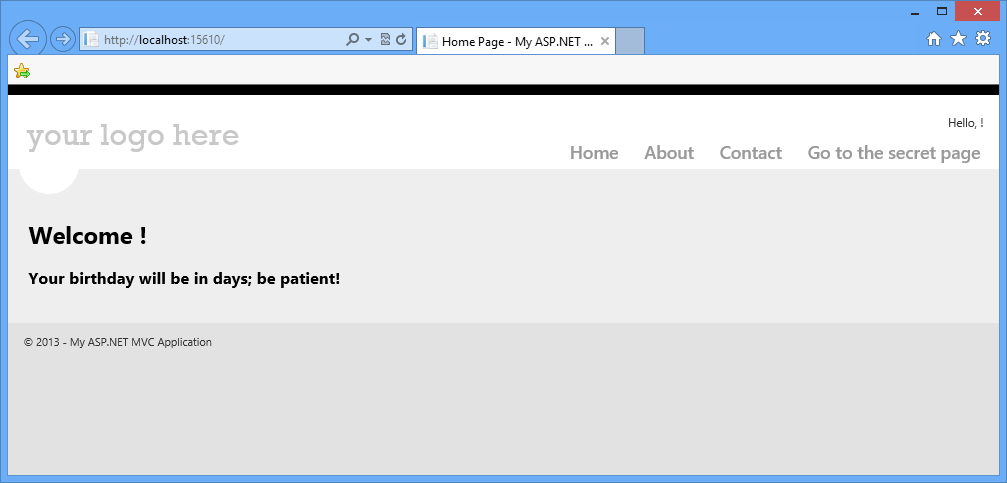 http://localhost:15610/
Home Page - My ASP.NET ...
your logo here
Hello, !
Home About Contact Go to the secret page
Welcome !
Your birthday will be in days; be patient!
© 2013 - My ASP.NET MVC Application